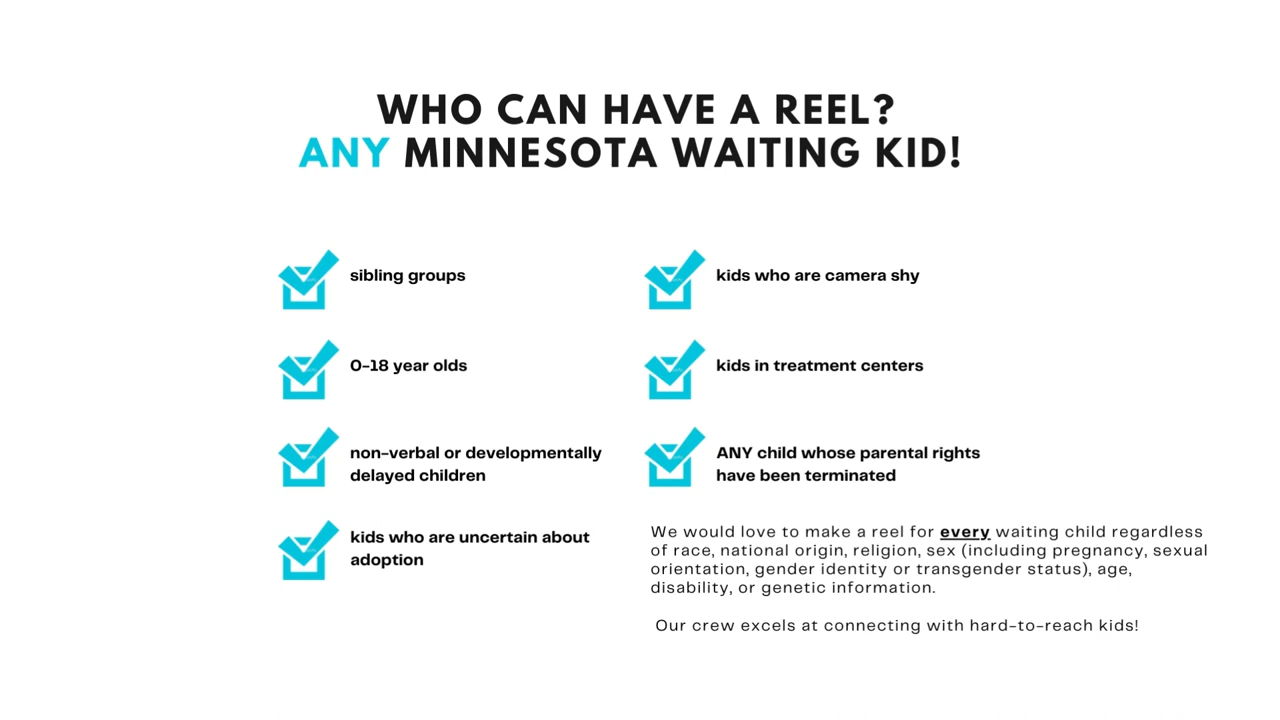 WHO CAN HAVE A REEL?
ANY MINNESOTA WAITING KID!
sibling groups
0-18 year olds
non-verbal or developmentally
delayed children
kids who are uncertain about
adoption
kids who are camera shy
kids in treatment centers
ANY child whose parental rights
have been terminated
We would love to make a reel for every waiting child regardless
of race, national origin, religion, sex (including pregnancy, sexual
orientation, gender identity or transgender status), age,
disability, or genetic information.
Our crew excels at connecting with hard-to-reach kids!